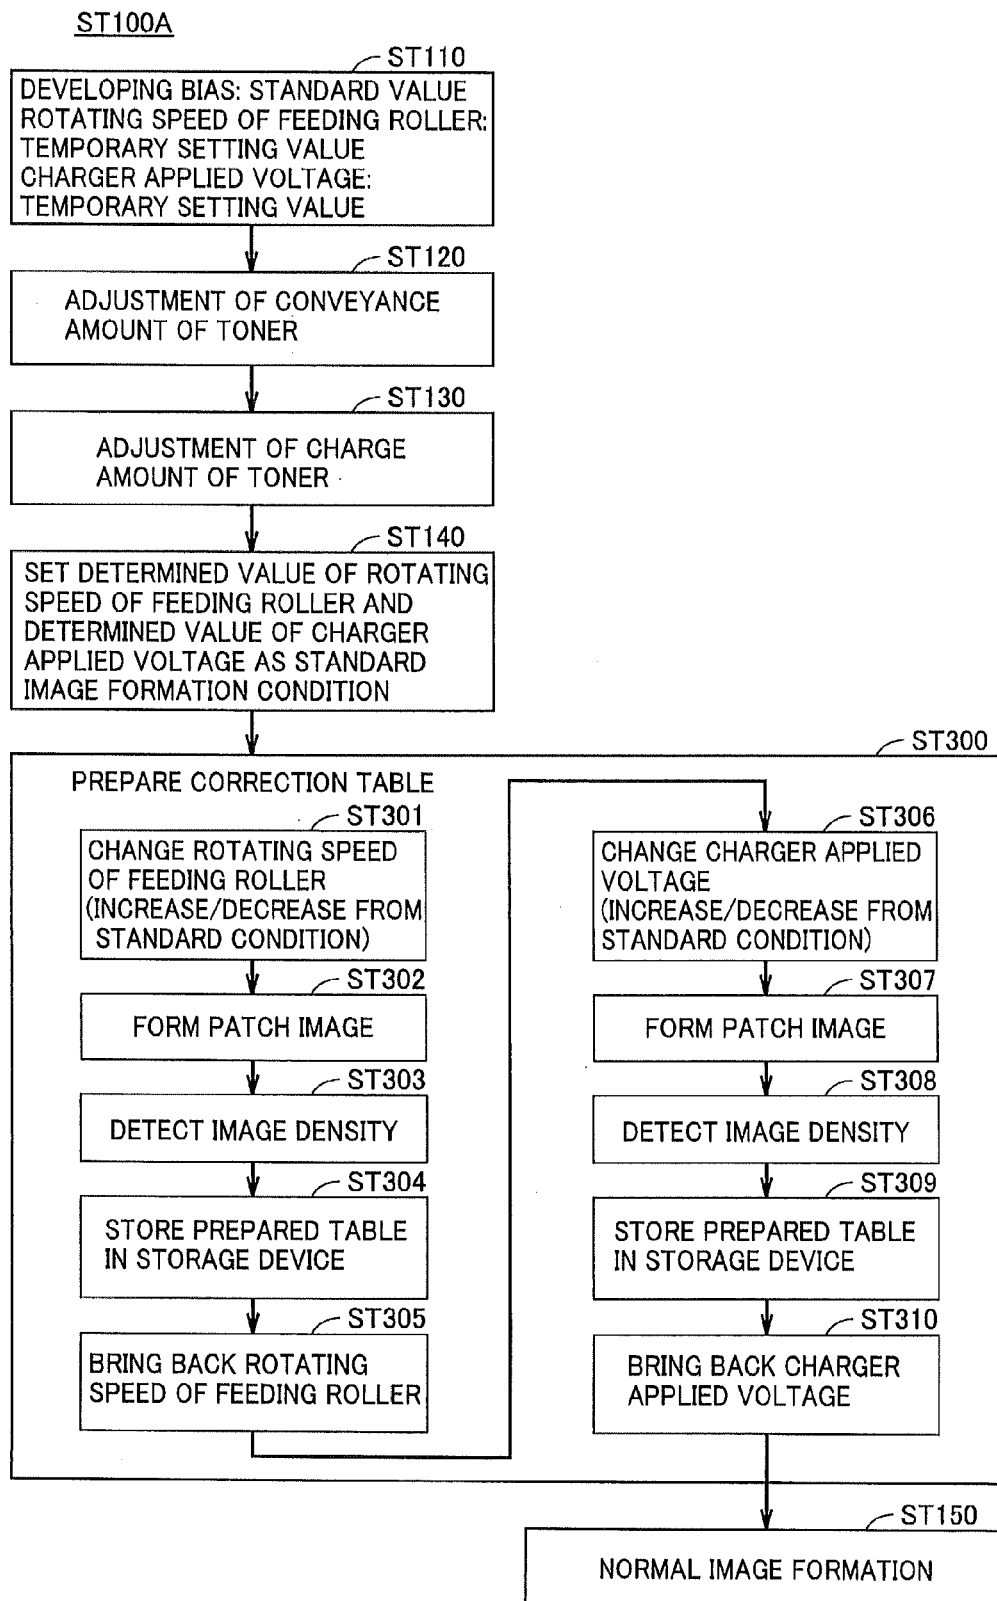 ST100A
ST110
DEVELOPING BIAS: STANDARD VALUE
ROTATING SPEED OF FEEDING ROLLER:
TEMPORARY SETTING VALUE
CHARGER APPLIED VOLTAGE:
TEMPORARY SETTING VALUE
ST120
ADJUSTMENT OF CONVEYANCE
AMOUNT OF TONER
ST130
ADJUSTMENT OF CHARGE
AMOUNT OF TONER
ST140
SET DETERMINED VALUE OF ROTATING
SPEED OF FEEDING ROLLER AND
DETERMINED VALUE OF CHARGER
APPLIED VOLTAGE AS STANDARD
IMAGE FORMATION CONDITION
ST300
PREPARE CORRECTION TABLE
ST301
CHANGE ROTATING SPEED
OF FEEDING ROLLER
(INCREASE/DECREASE FROM
STANDARD CONDITION)
ST302
FORM PATCH IMAGE
ST303
DETECT IMAGE DENSITY
ST304
STORE PREPARED TABLE
IN STORAGE DEVICE
ST305
BRING BACK ROTATING
SPEED OF FEEDING ROLLER
ST306
CHANGE CHARGER APPLIED
VOLTAGE
(INCREASE/DECREASE FROM
STANDARD CONDITION)
ST307
FORM PATCH IMAGE
ST308
DETECT IMAGE DENSITY
ST309
STORE PREPARED TABLE
IN STORAGE DEVICE
ST310
BRING BACK CHARGER
APPLIED VOLTAGE
ST150
NORMAL IMAGE FORMATION